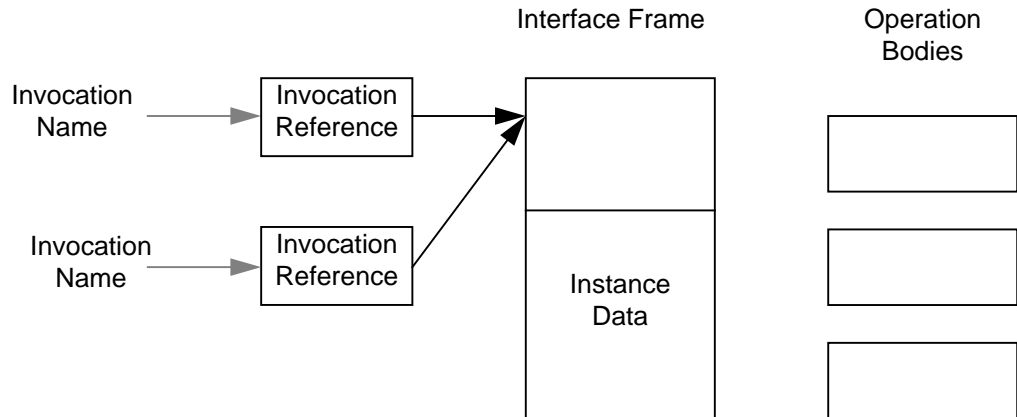 Interface Frame
Operation
Bodies
Invocation
Name
Invocation
Reference
Invocation
Name
Invocation
Reference
Instance
Data